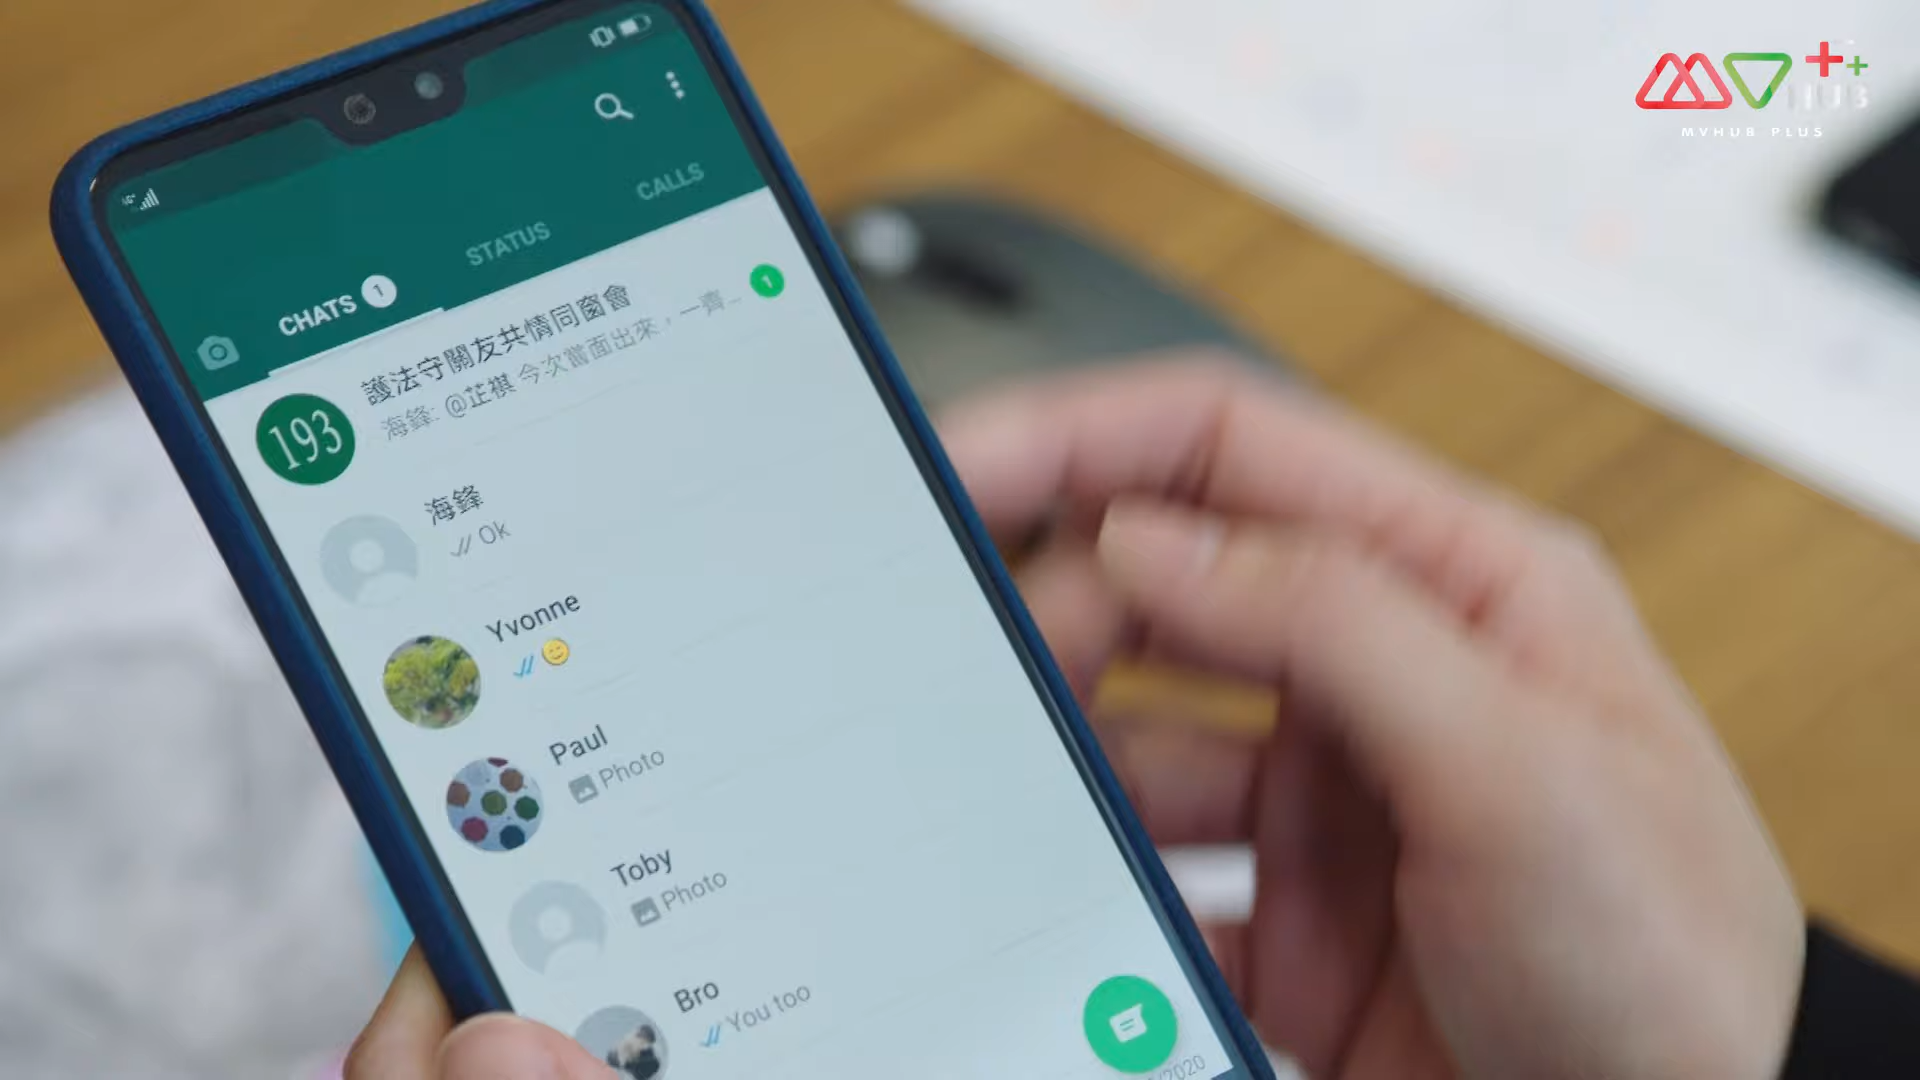 HUB
MVHUB PLUS
CALLS
STATUS
CHATS 1
護法守關友共情同窗會
海鋒: @芷祺 今次當面出來，一齊... 1
193
海鋒
Ok
Yvonne
Paul
Photo
Toby
Photo
Bro
You too
/2020